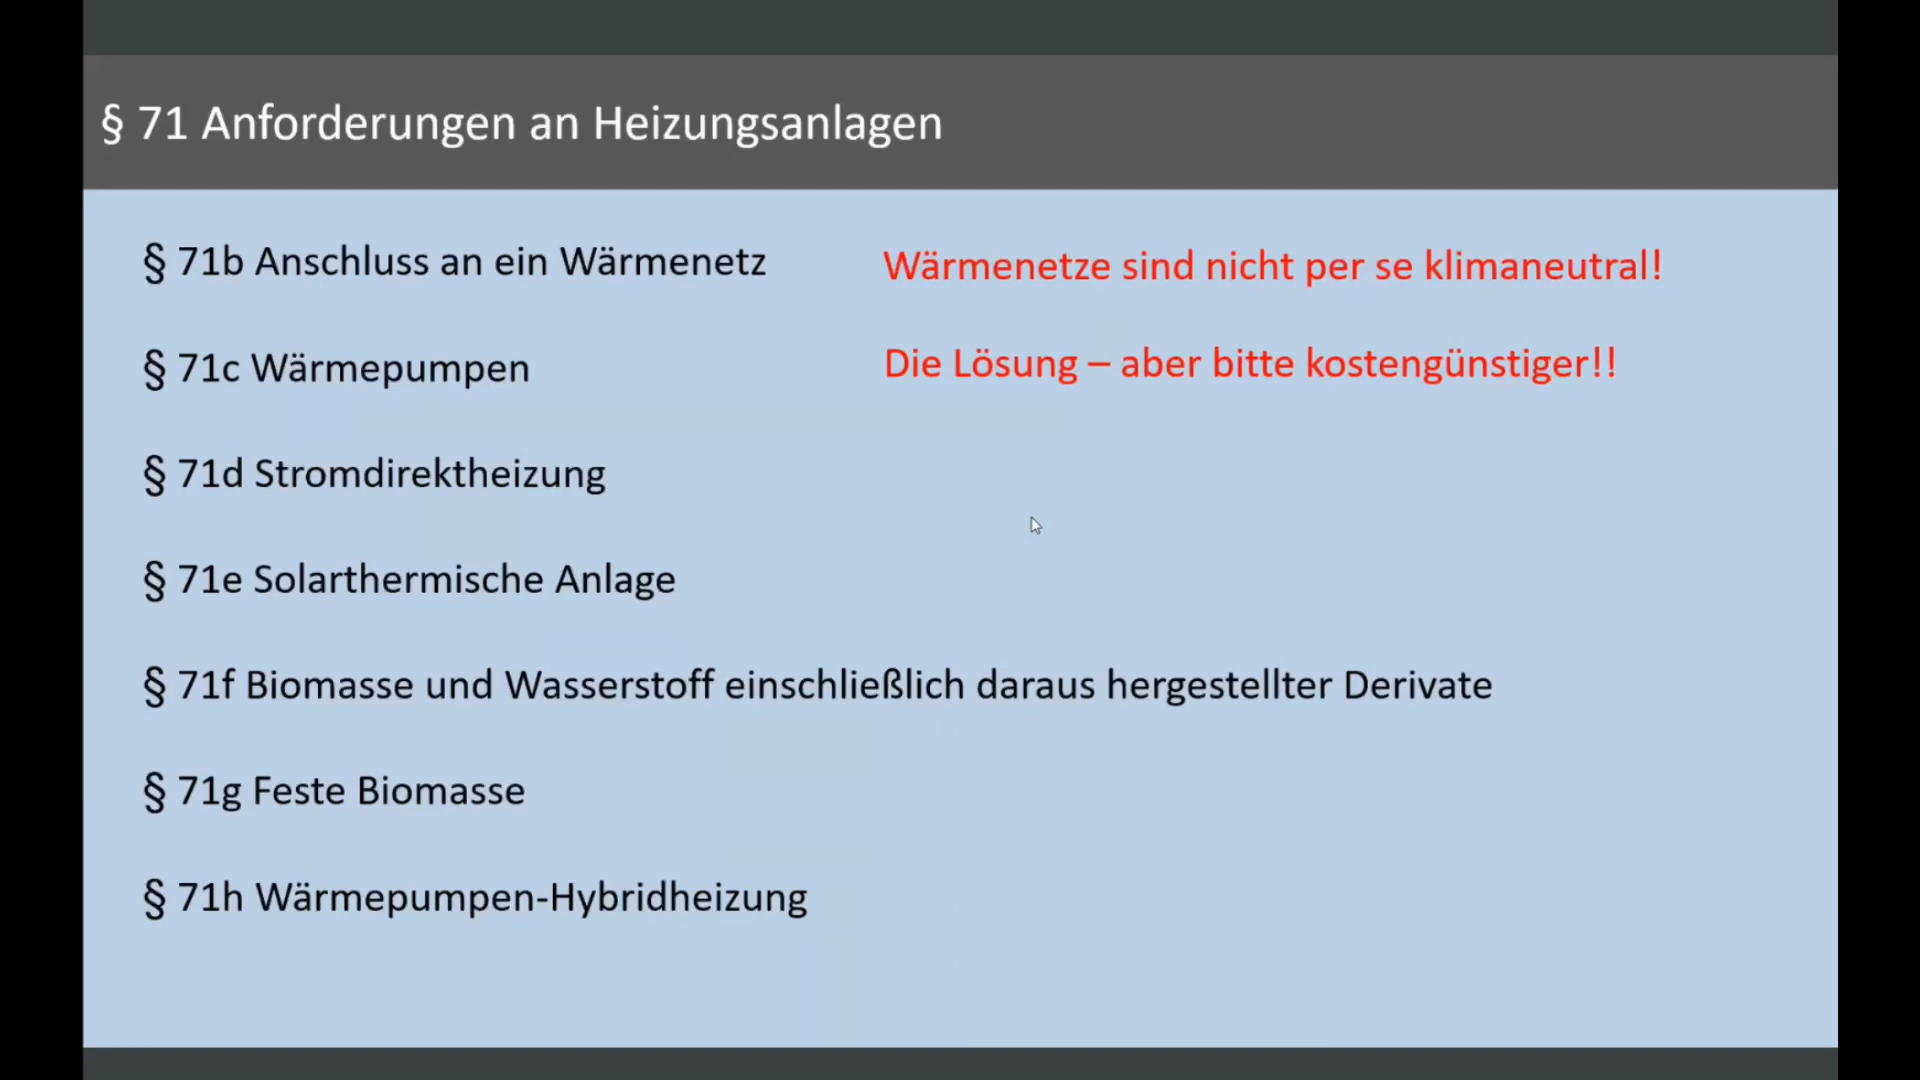 § 71 Anforderungen an Heizungsanlagen
§ 71b Anschluss an ein Wärmenetz
Wärmenetze sind nicht per se klimaneutral!
§ 71c Wärmepumpen
Die Lösung – aber bitte kostengünstiger!!
§ 71d Stromdirektheizung
§ 71e Solarthermische Anlage
§ 71f Biomasse und Wasserstoff einschließlich daraus hergestellter Derivate
§ 71g Feste Biomasse
§ 71h Wärmepumpen-Hybridheizung